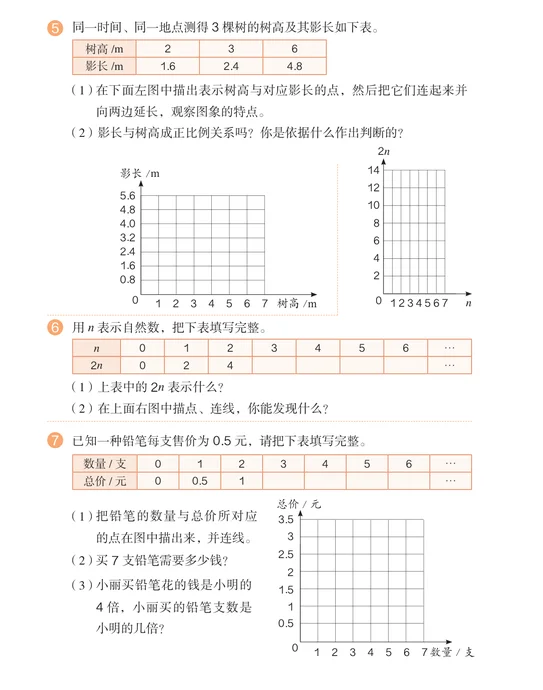 5 同一时间、同一地点测得 3 棵树的树高及其影长如下表。
树高 /m 2 3 6
影长 /m 1.6 2.4 4.8
（1）在下面左图中描出表示树高与对应影长的点，然后把它们连起来并
向两边延长，观察图象的特点。
（2）影长与树高成正比例关系吗？你是依据什么作出判断的？
影长 /m
5.6
4.8
4.0
3.2
2.4
1.6
0.8
0 1 2 3 4 5 6 7 树高 /m
2n
14
12
10
8
6
4
2
0 1 2 3 4 5 6 7 n
6 用 n 表示自然数，把下表填写完整。
n 0 1 2 3 4 5 6 …
2n 0 2 4 …
（1）上表中的 2n 表示什么？
（2）在上面右图中描点、连线，你能发现什么？
7 已知一种铅笔每支售价为 0.5 元，请把下表填写完整。
数量 / 支 0 1 2 3 4 5 6 …
总价 / 元 0 0.5 1 …
（1）把铅笔的数量与总价所对应
的点在图中描出来，并连线。
（2）买 7 支铅笔需要多少钱？
（3）小丽买铅笔花的钱是小明的
4 倍，小丽买的铅笔支数是
小明的几倍？
总价 / 元
3.5
3
2.5
2
1.5
1
0.5
0 1 2 3 4 5 6 7 数量 / 支